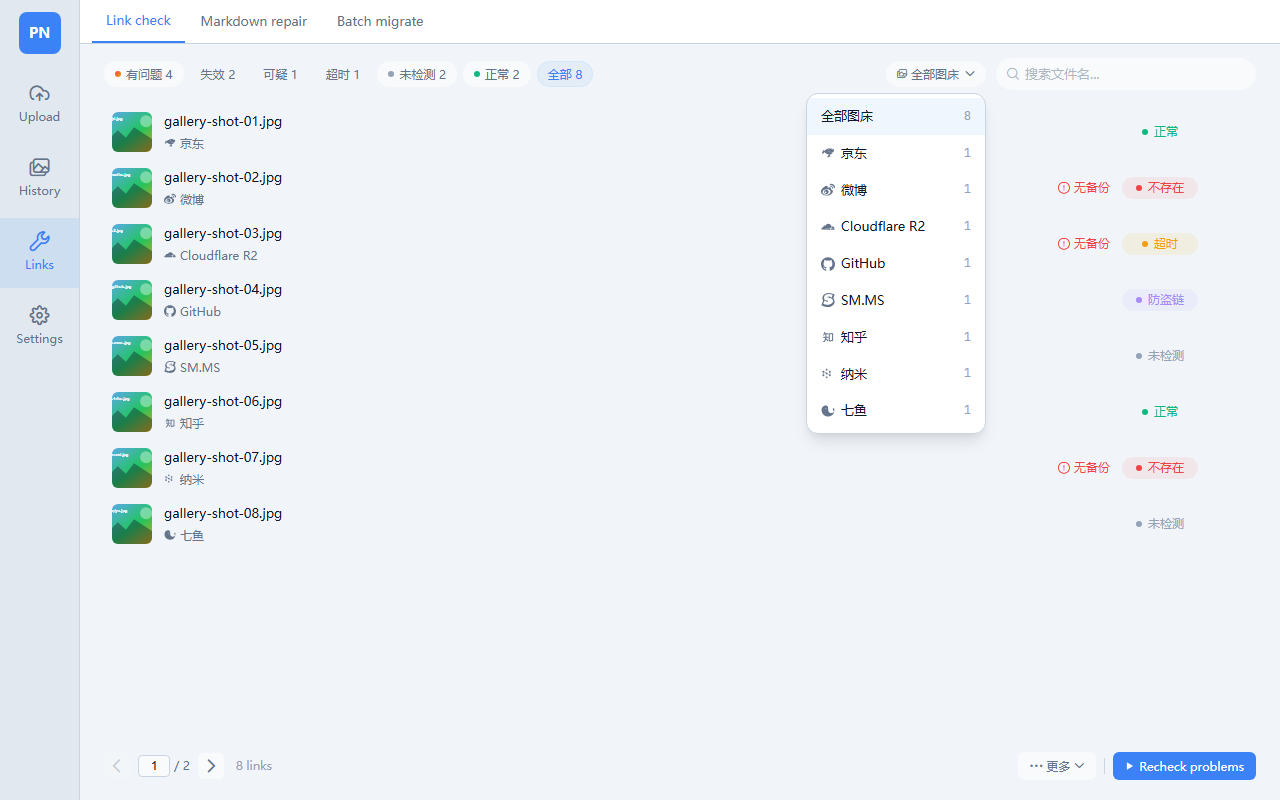 PN
Upload
History
Links
Settings
Link check
Markdown repair
Batch migrate
有问题 4
失效 2
可疑 1
超时 1
未检测 2
正常 2
全部 8
全部图床
搜索文件名...
全部图床 8
京东 1
微博 1
Cloudflare R2 1
GitHub 1
SM.MS 1
知乎 1
纳米 1
七鱼 1
gallery-shot-01.jpg
京东
正常
gallery-shot-02.jpg
微博
无备份
不存在
gallery-shot-03.jpg
Cloudflare R2
无备份
超时
gallery-shot-04.jpg
GitHub
防盗链
gallery-shot-05.jpg
SM.MS
未检测
gallery-shot-06.jpg
知 知乎
正常
gallery-shot-07.jpg
纳米
无备份
不存在
gallery-shot-08.jpg
七鱼
未检测
1 / 2
8 links
更多
Recheck problems